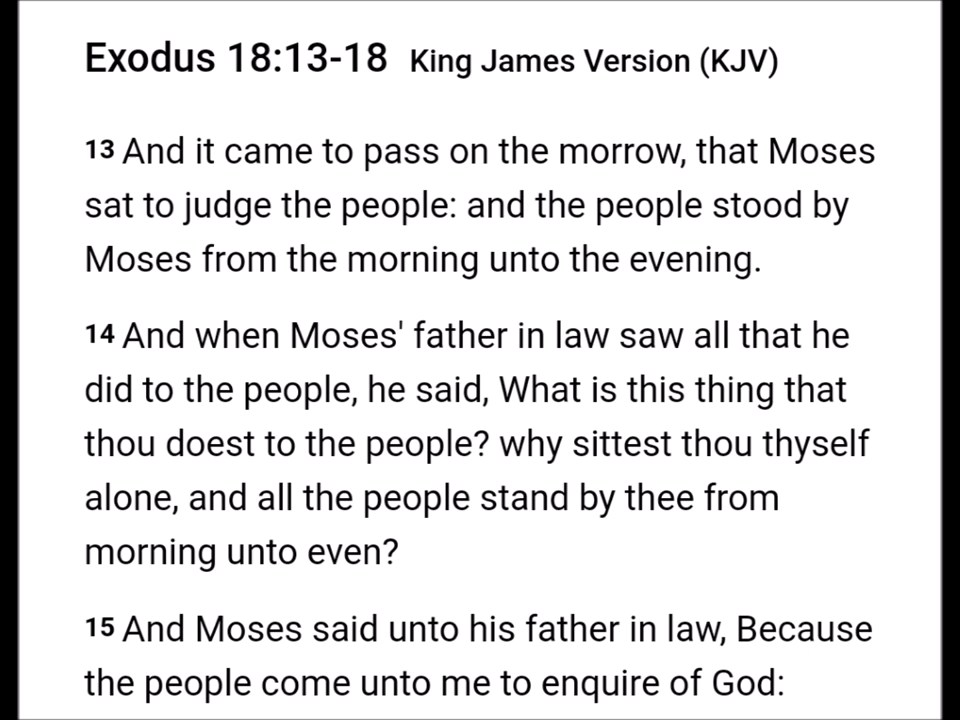 Exodus 18:13-18 King James Version (KJV)
13 And it came to pass on the morrow, that Moses
sat to judge the people: and the people stood by
Moses from the morning unto the evening.
14 And when Moses' father in law saw all that he
did to the people, he said, What is this thing that
thou doest to the people? why sittest thou thyself
alone, and all the people stand by thee from
morning unto even?
15 And Moses said unto his father in law, Because
the people come unto me to enquire of God: